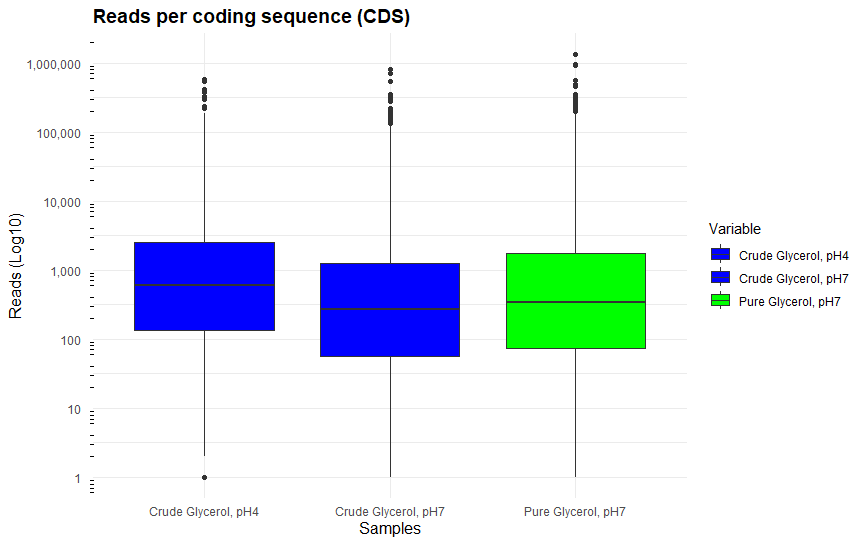 Reads per coding sequence (CDS)
Reads (Log10)
1,000,000
100,000
10,000
1,000
100
10
1
Crude Glycerol, pH4
Crude Glycerol, pH7
Pure Glycerol, pH7
Samples
Variable
Crude Glycerol, pH4
Crude Glycerol, pH7
Pure Glycerol, pH7